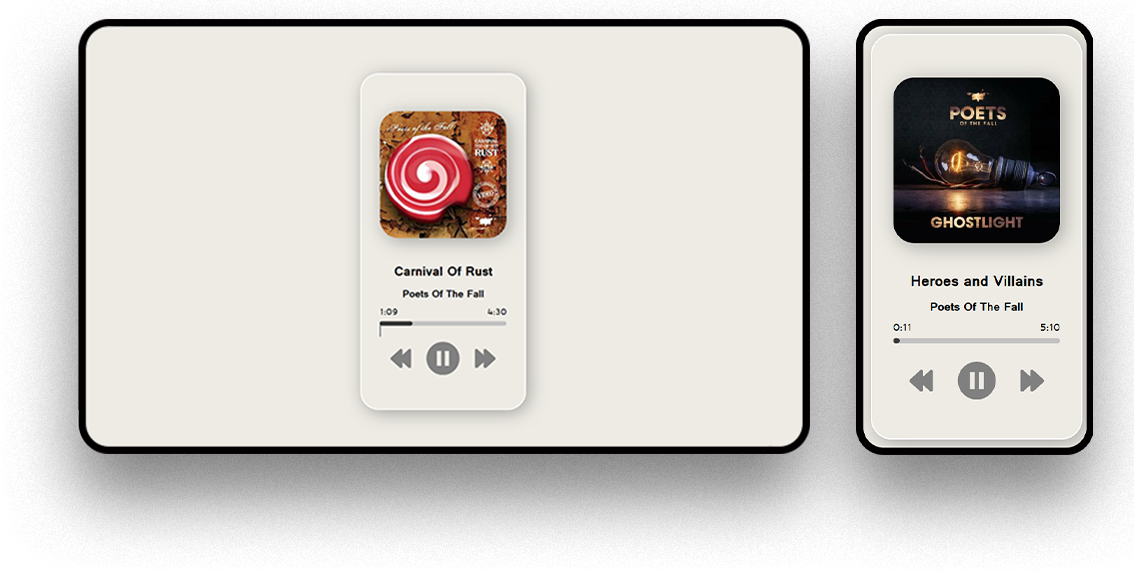 Poets of the Fall
CARNIVAL
RUST
Carnival Of Rust
Poets Of The Fall
1:09 4:30
POETS
OF THE FALL
GHOSTLIGHT
Heroes and Villains
Poets Of The Fall
0:11 5:10